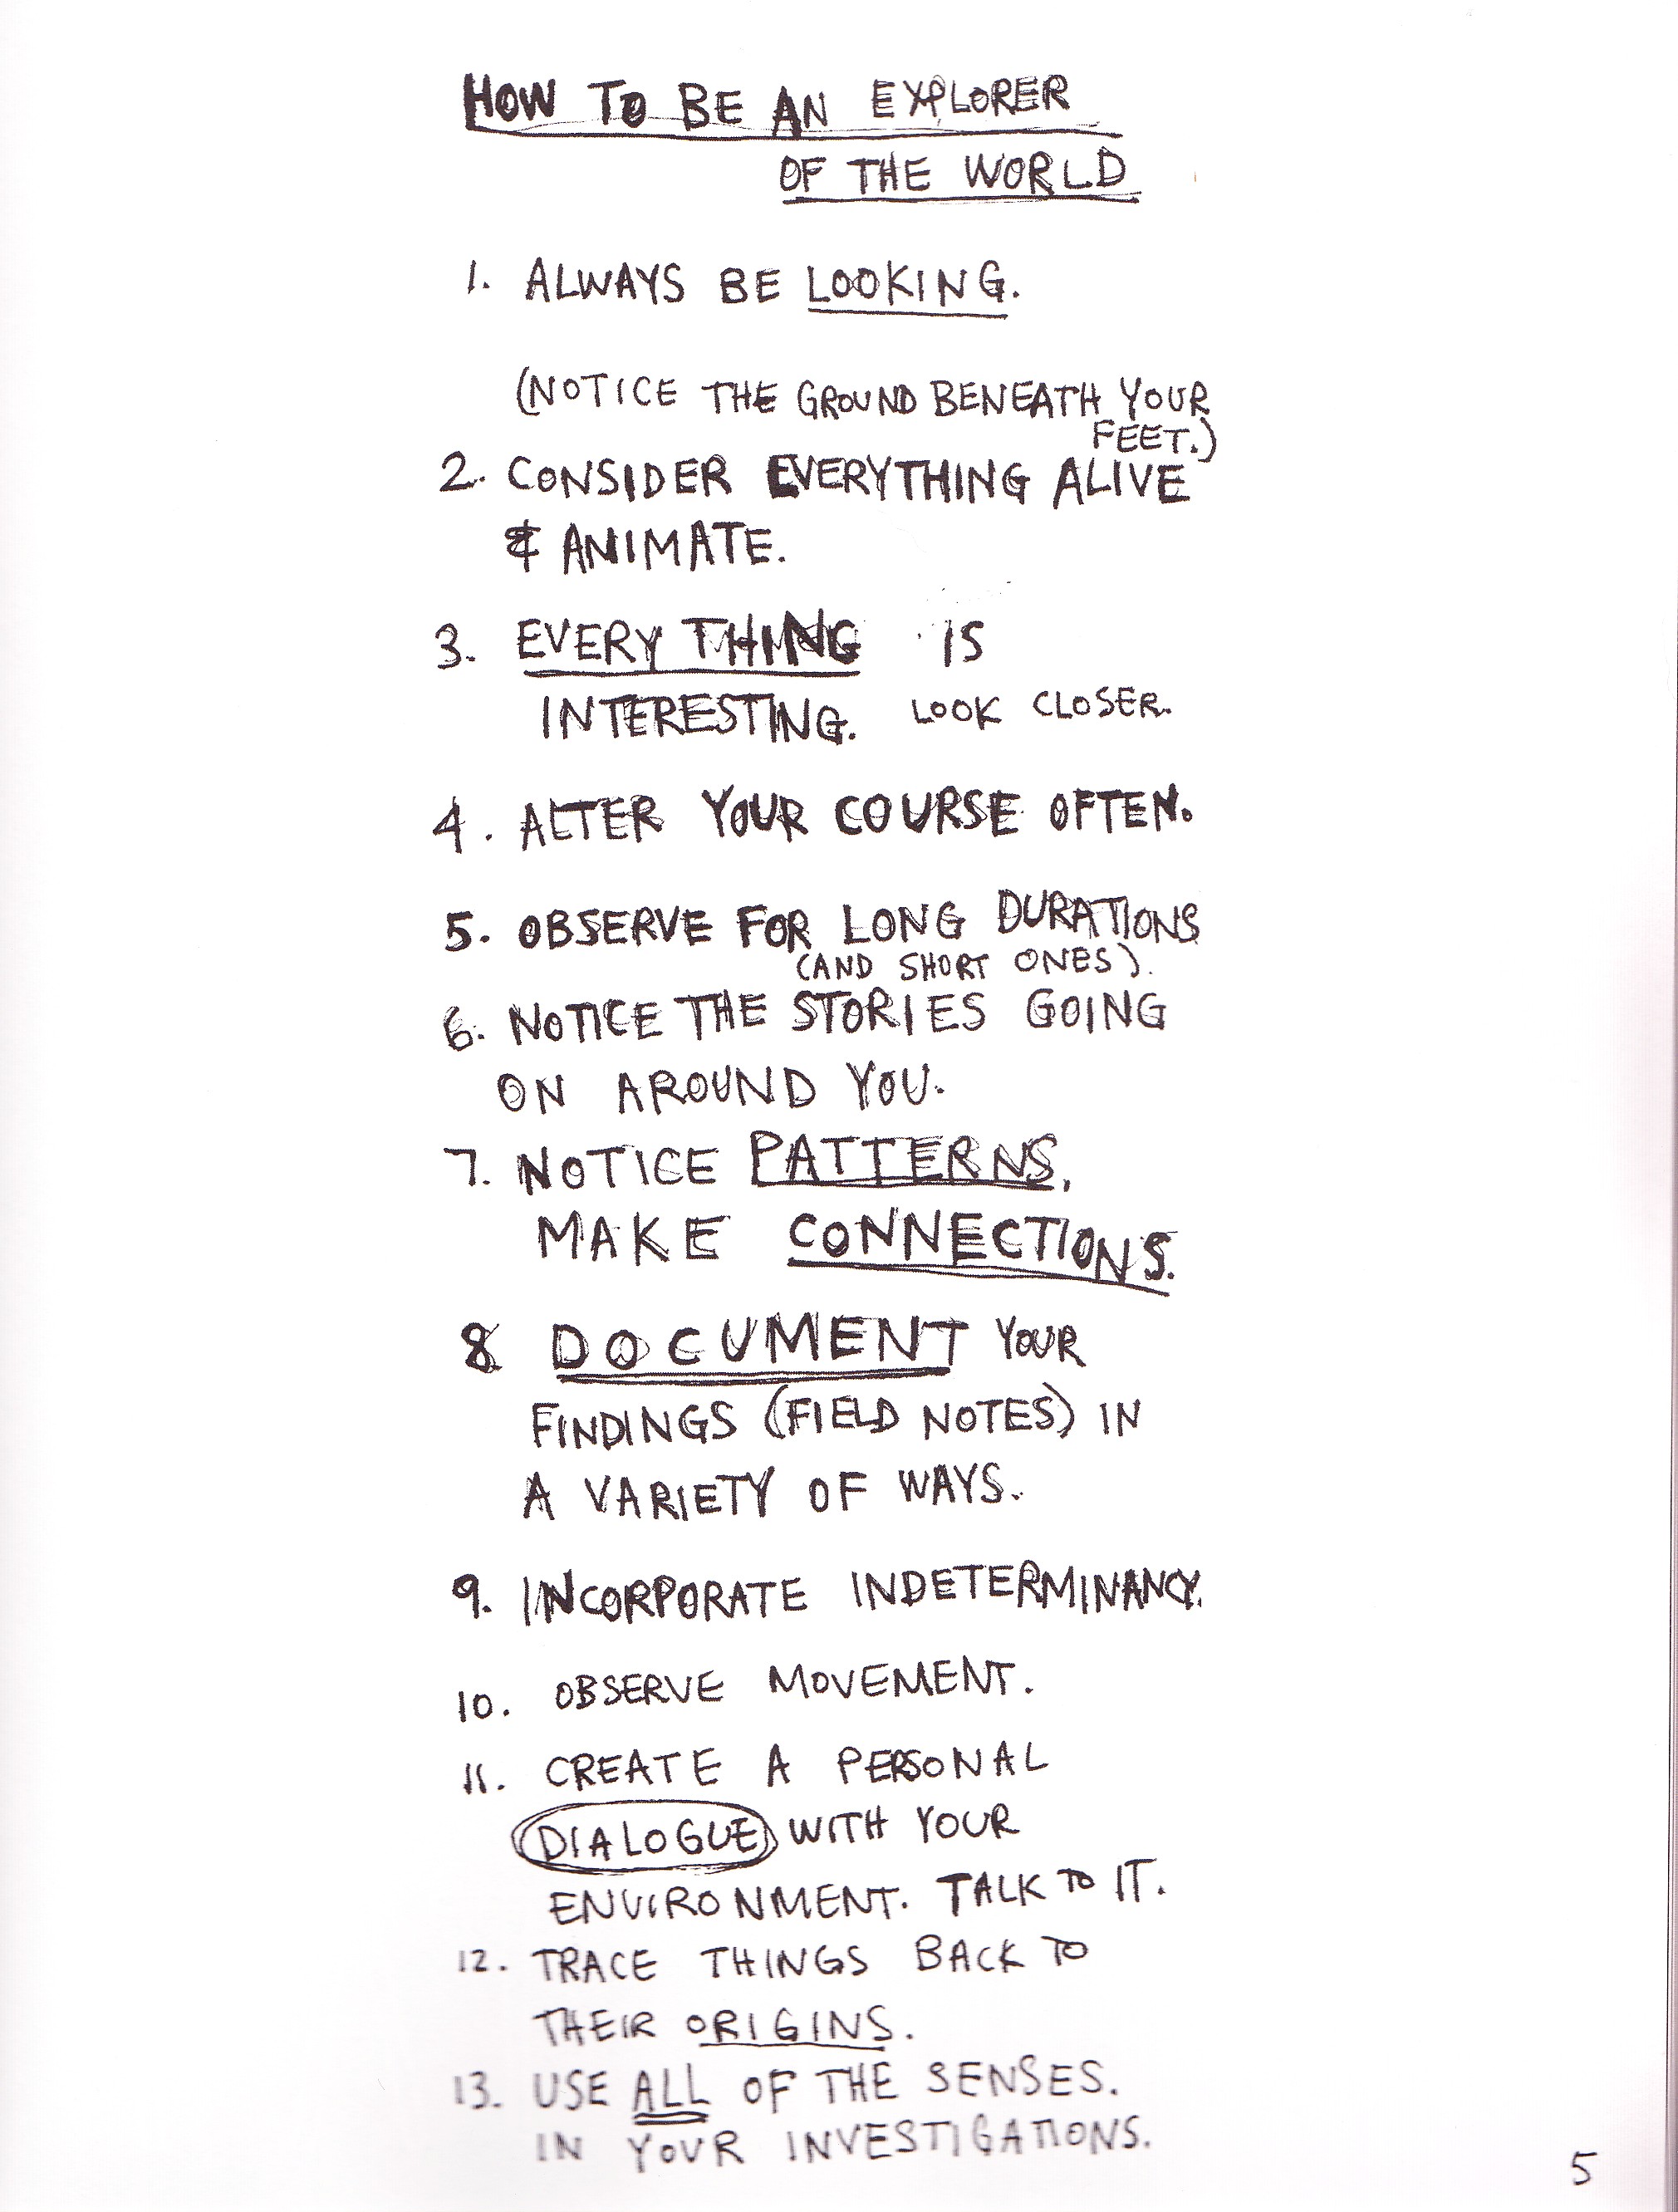 HOW TO BE AN EXPLORER
OF THE WORLD
1. ALWAYS BE LOOKING.
(NOTICE THE GROUND BENEATH YOUR
FEET.)
2. CONSIDER EVERYTHING ALIVE
& ANIMATE.
3. EVERY THING IS
INTERESTING. LOOK CLOSER.
4. ALTER YOUR COURSE OFTEN.
5. OBSERVE FOR LONG DURATIONS
(AND SHORT ONES).
6. NOTICE THE STORIES GOING
ON AROUND YOU.
7. NOTICE PATTERNS,
MAKE CONNECTIONS.
8 DOCUMENT YOUR
FINDINGS (FIELD NOTES) IN
A VARIETY OF WAYS.
9. INCORPORATE INDETERMINANCY.
10. OBSERVE MOVEMENT.
11. CREATE A PERSONAL
DIALOGUE WITH YOUR
ENVIRONMENT. TALK TO IT.
12. TRACE THINGS BACK TO
THEIR ORIGINS.
13. USE ALL OF THE SENSES.
IN YOUR INVESTIGATIONS.
5